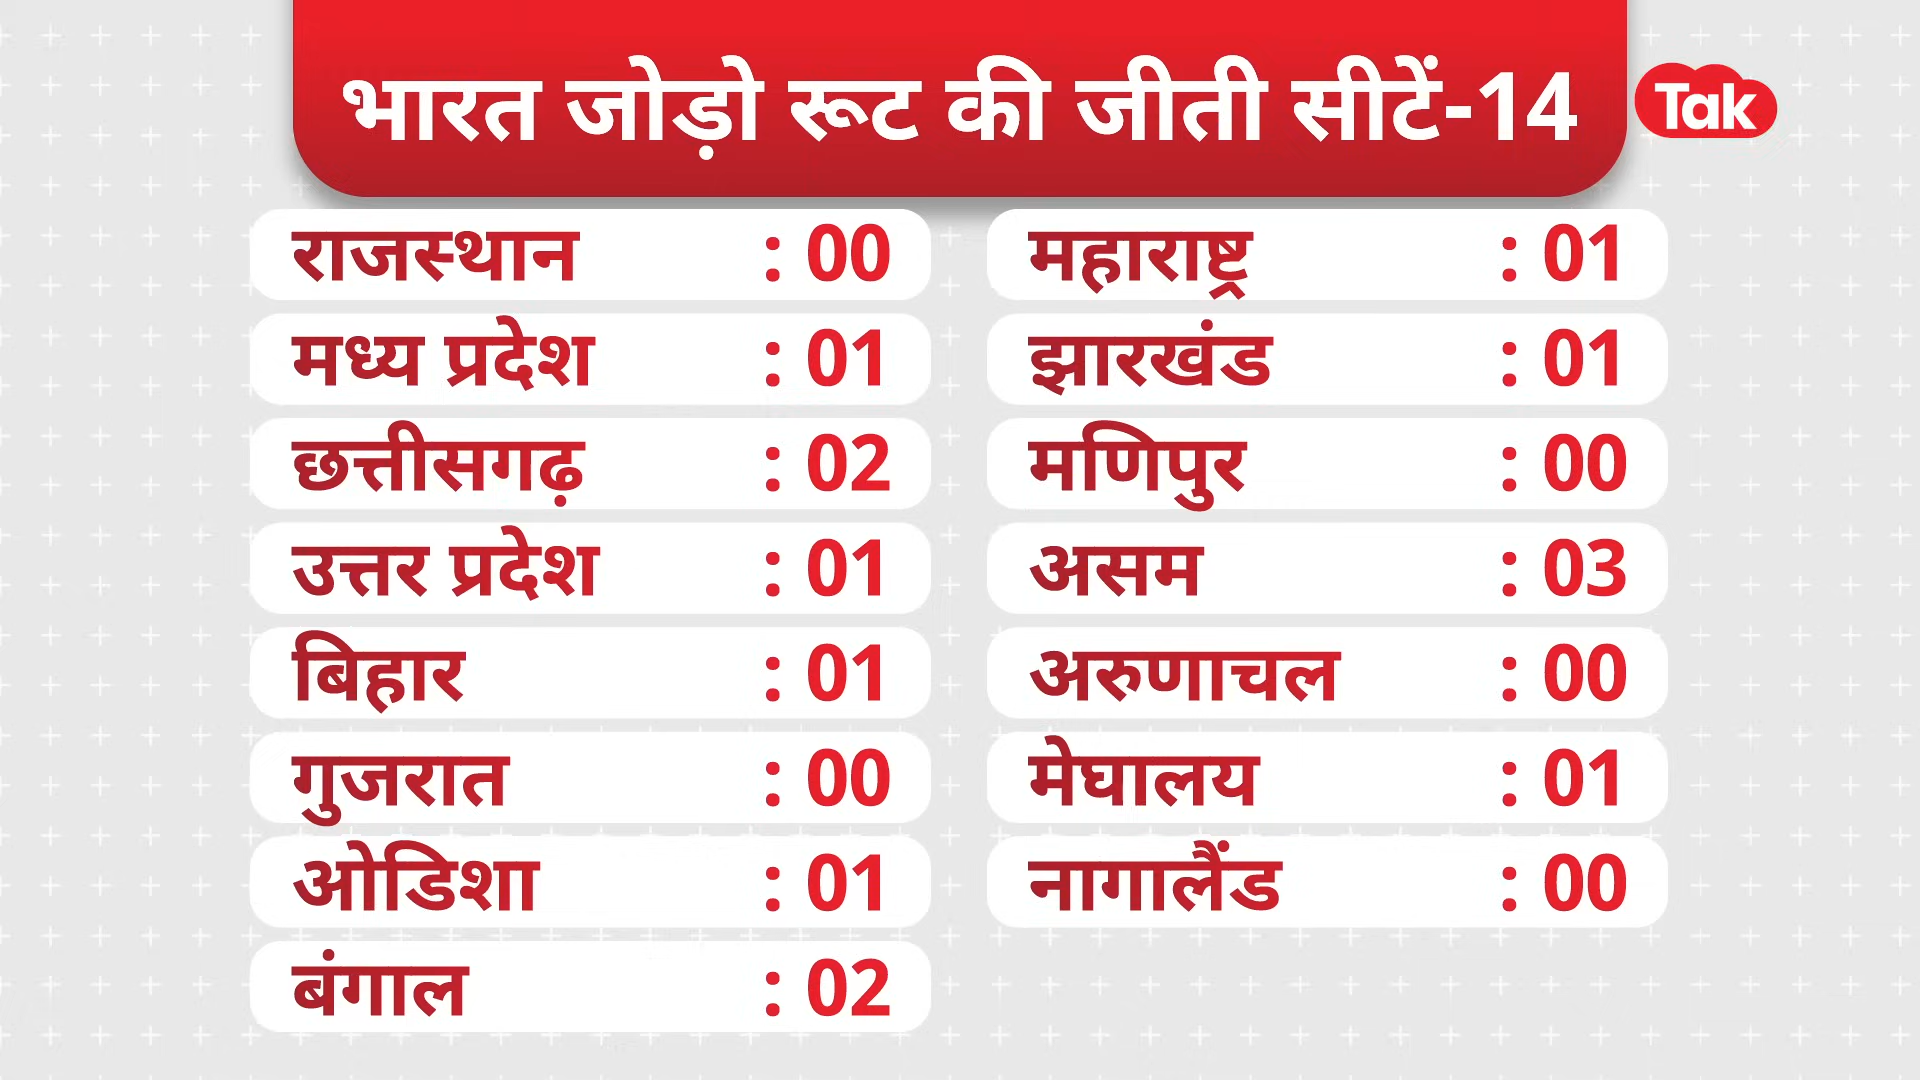 भारत जोड़ो रूट की जीती सीटें-14
Tak
राजस्थान : 00
मध्य प्रदेश : 01
छत्तीसगढ़ : 02
उत्तर प्रदेश : 01
बिहार : 01
गुजरात : 00
ओडिशा : 01
बंगाल : 02
महाराष्ट्र : 01
झारखंड : 01
मणिपुर : 00
असम : 03
अरुणाचल : 00
मेघालय : 01
नागालैंड : 00